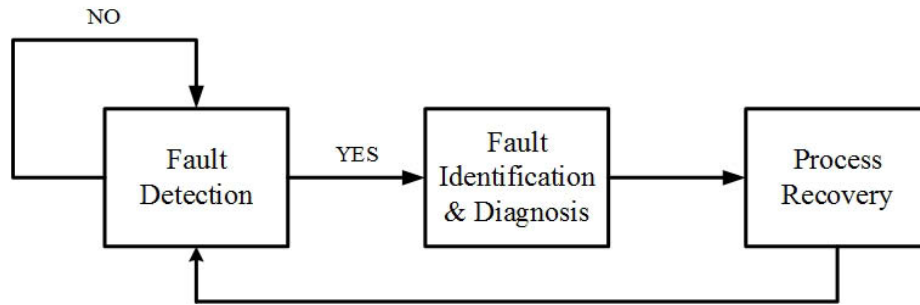 NO
Fault
Detection
YES
Fault
Identification
& Diagnosis
Process
Recovery